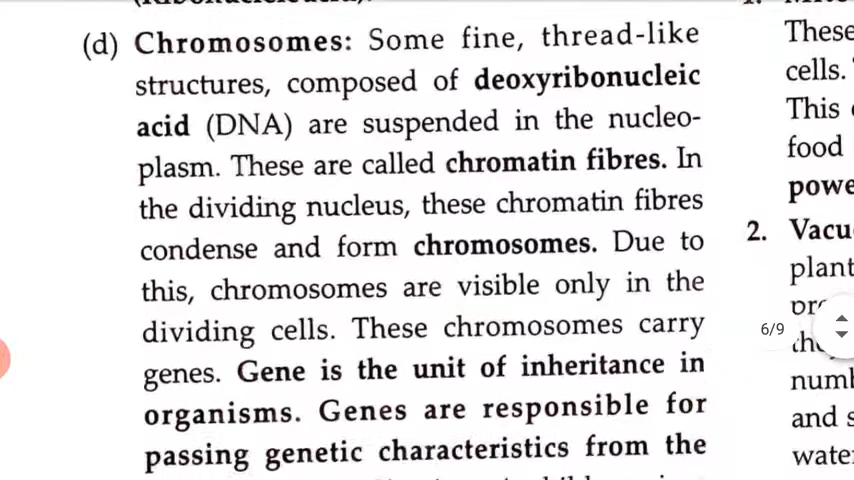 (d) Chromosomes: Some fine, thread-like
structures, composed of deoxyribonucleic
acid (DNA) are suspended in the nucleo-
plasm. These are called chromatin fibres. In
the dividing nucleus, these chromatin fibres
condense and form chromosomes. Due to
this, chromosomes are visible only in the
dividing cells. These chromosomes carry
genes. Gene is the unit of inheritance in
organisms. Genes are responsible for
passing genetic characteristics from the
These
cells.
This
food
2. Vacu
plant
6/9
numb
and s
water